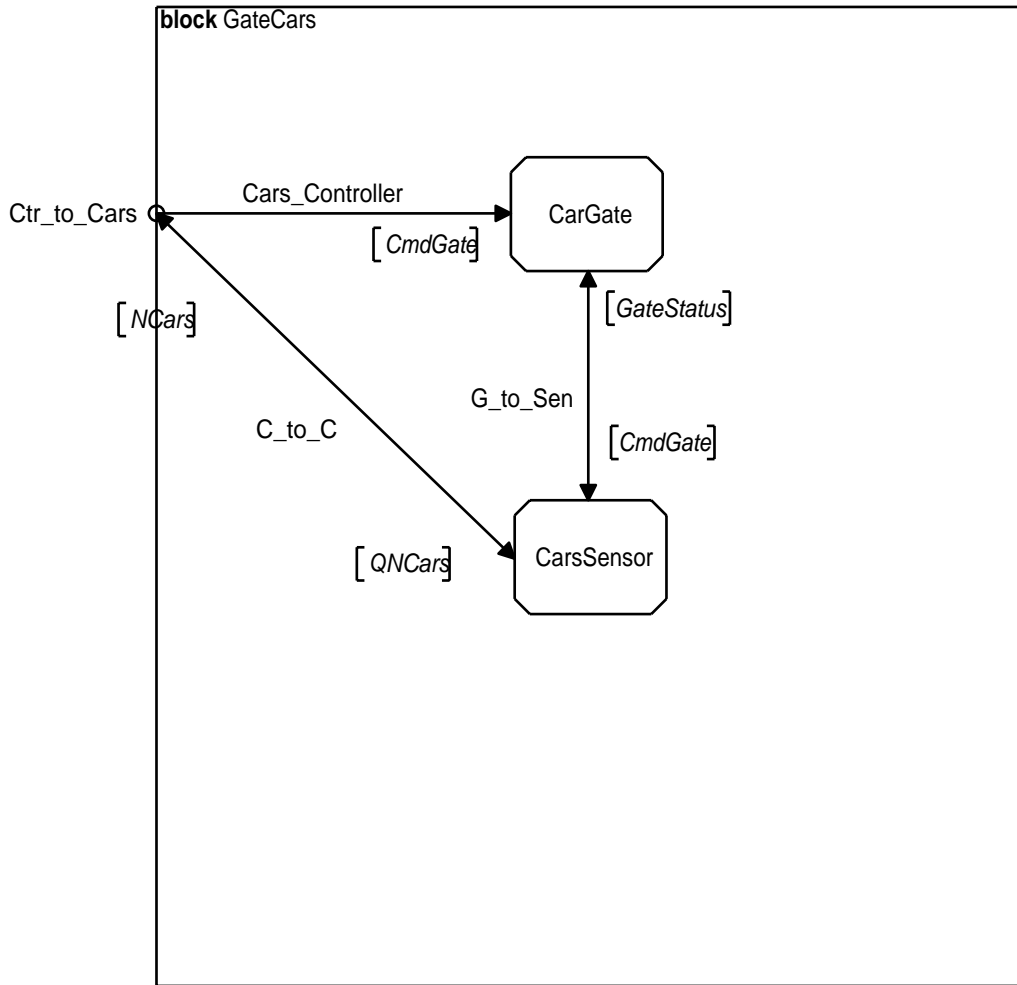 block GateCars
Cars_Controller
Ctr_to_Cars
CarGate
[CmdGate]
[NCars]
[GateStatus]
G_to_Sen
C_to_C
[CmdGate]
[QNCars]
CarsSensor